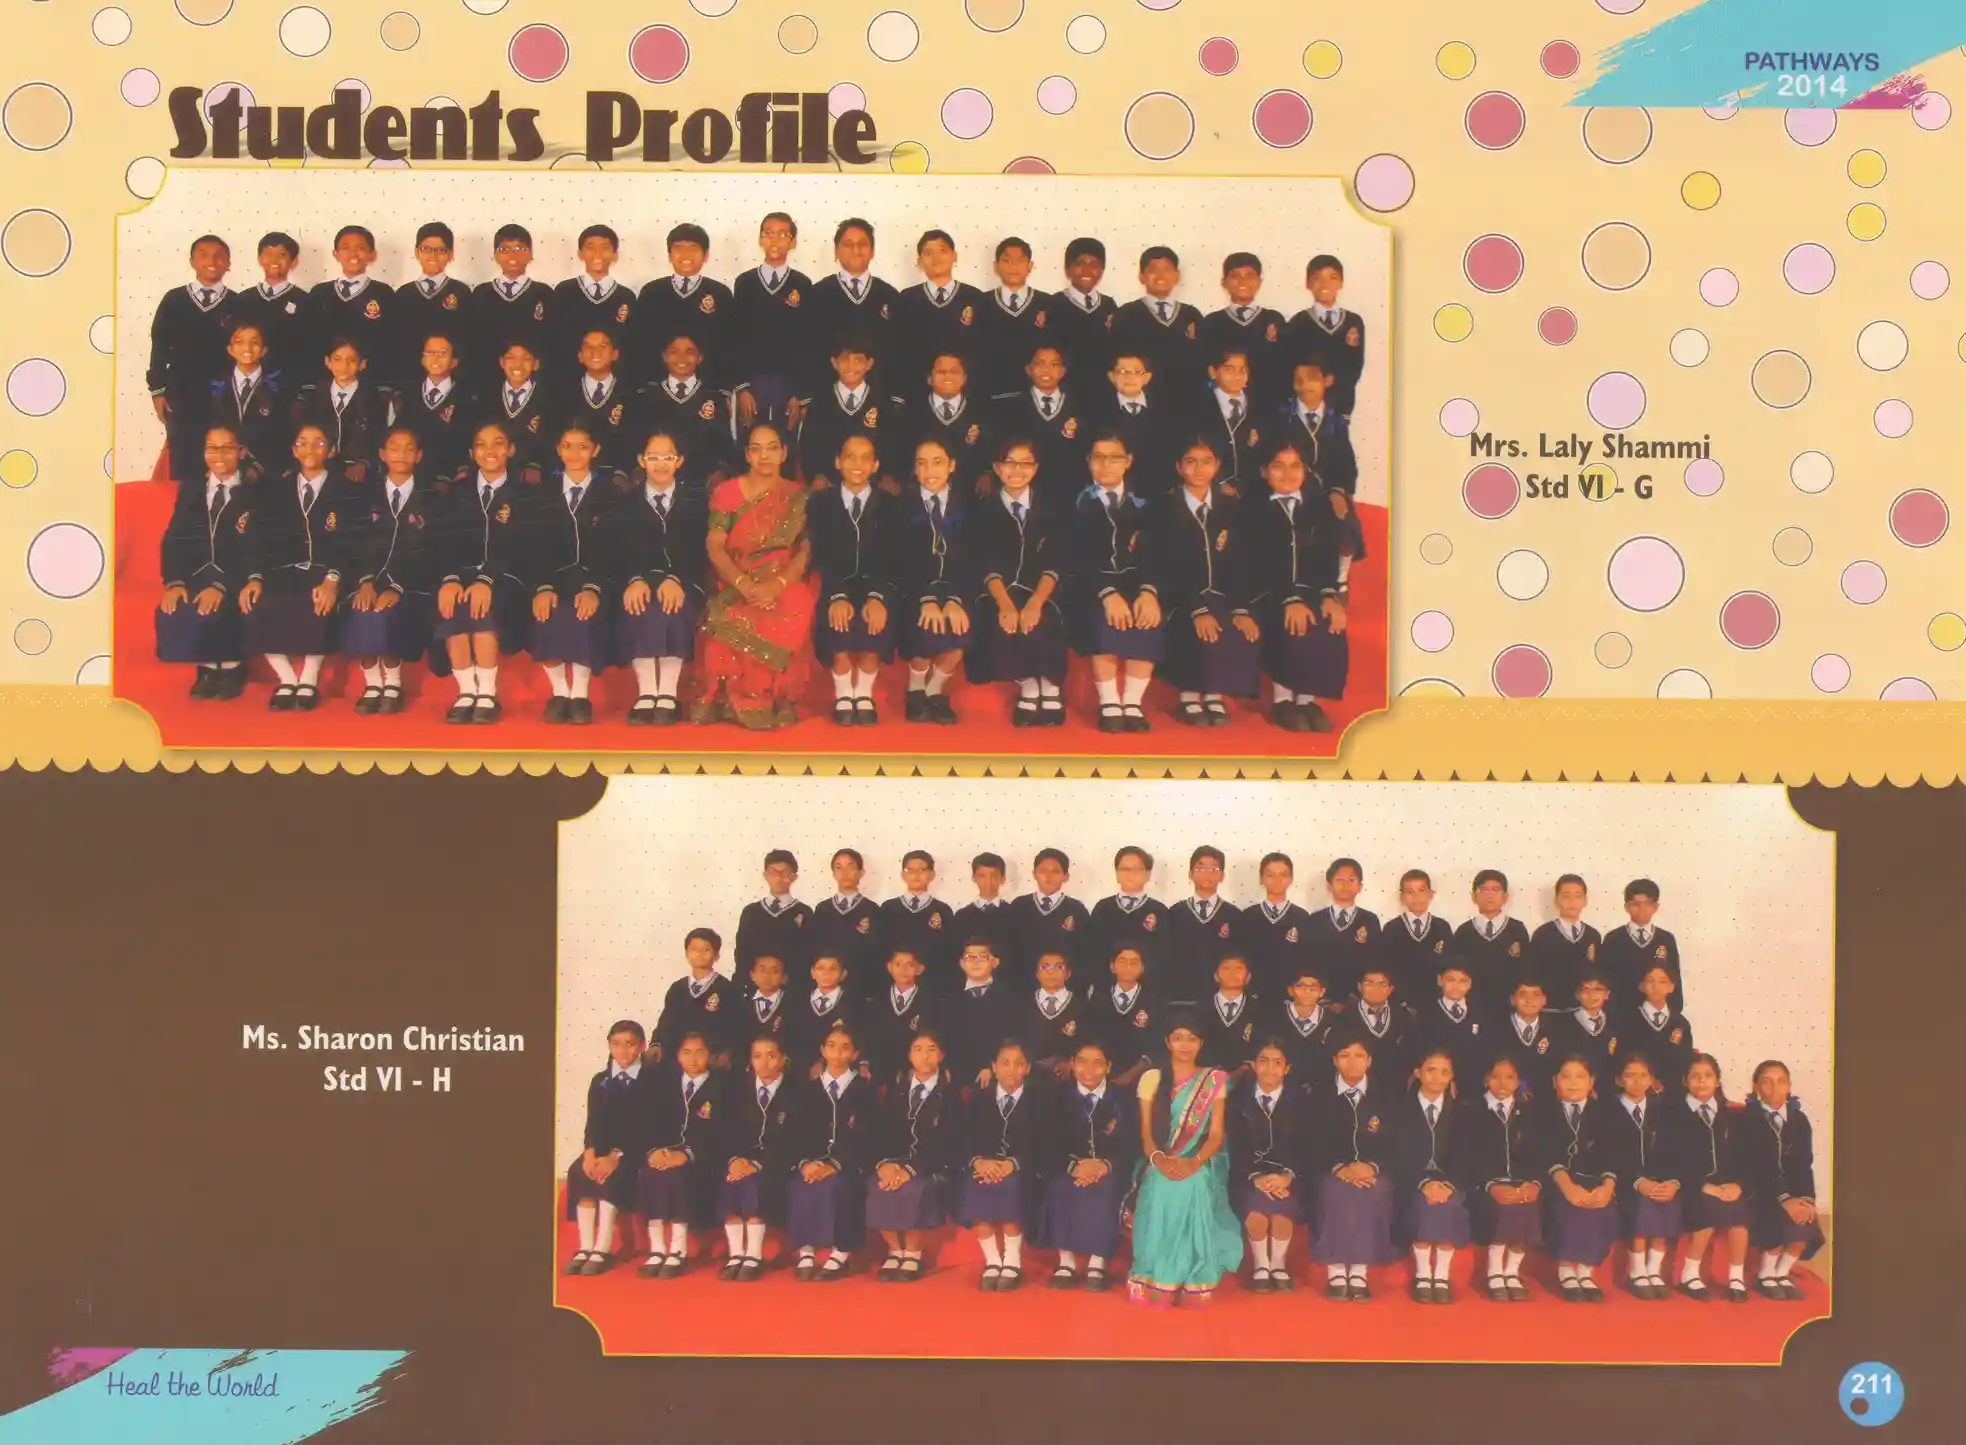 PATHWAYS
2014
Students Profile
Mrs. Laly Shammi
Std VI - G
Ms. Sharon Christian
Std VI - H
Heal the World
211